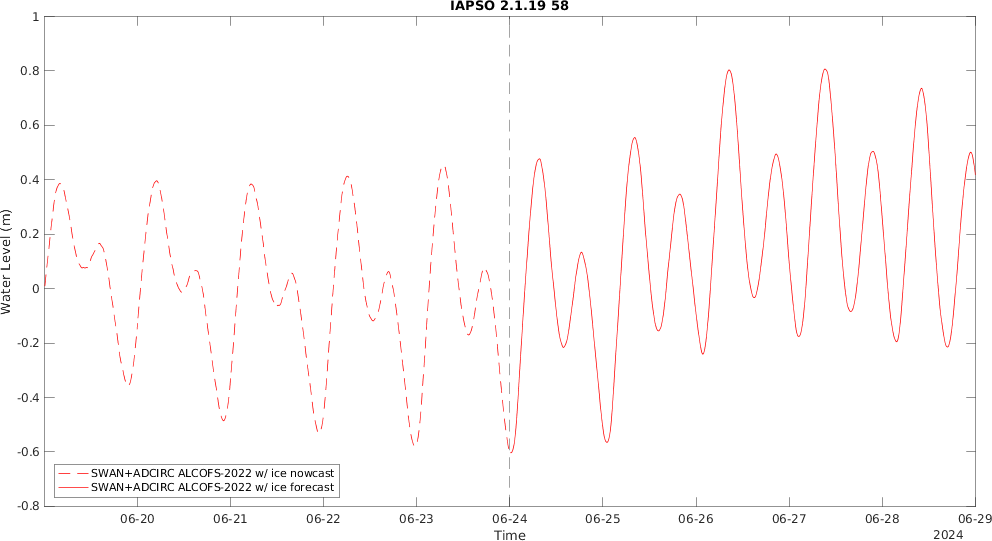 IAPSO 2.1.19 58
Water Level (m)
1
0.8
0.6
0.4
0.2
0
-0.2
-0.4
-0.6
-0.8
SWAN+ADCIRC ALCOFS-2022 w/ ice nowcast
SWAN+ADCIRC ALCOFS-2022 w/ ice forecast
06-20 06-21 06-22 06-23 06-24 06-25 06-26 06-27 06-28 06-29
Time
2024